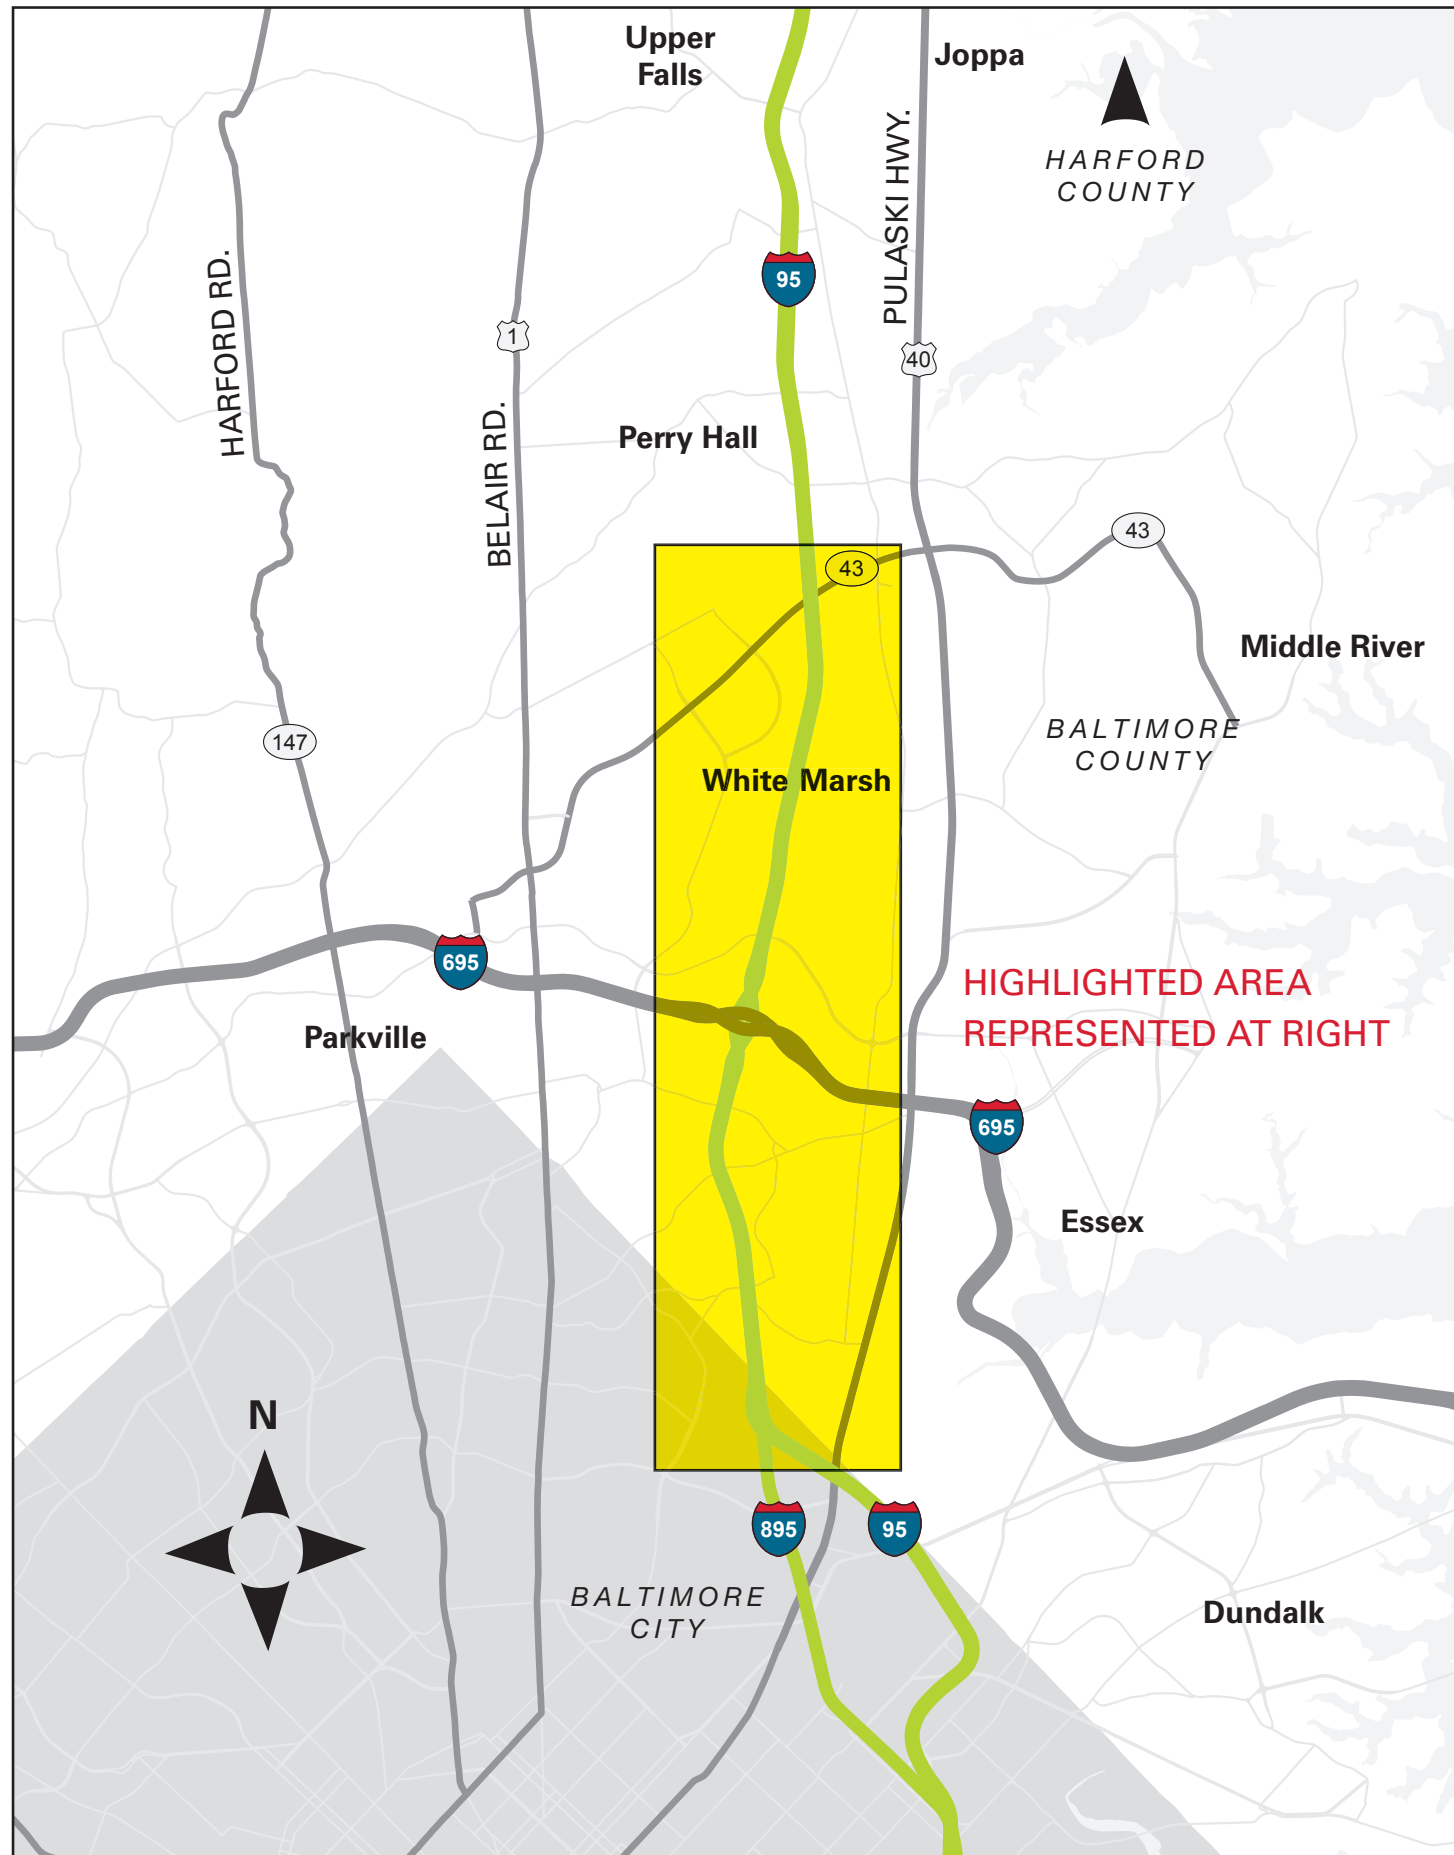 Upper
Falls
Joppa
HARFORD
COUNTY
PULASKI HWY.
95
HARFORD RD.
1
40
BELAIR RD.
Perry Hall
43
43
Middle River
BALTIMORE
COUNTY
147
White Marsh
695
HIGHLIGHTED AREA
REPRESENTED AT RIGHT
Parkville
695
Essex
N
895
95
BALTIMORE
CITY
Dundalk